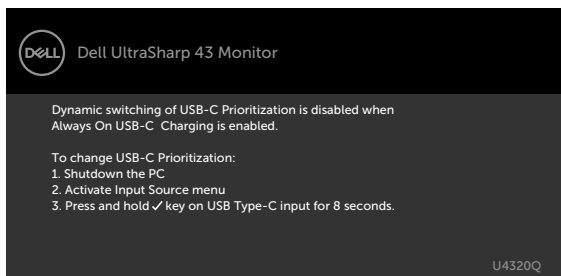 DELL Dell UltraSharp 43 Monitor
Dynamic switching of USB-C Prioritization is disabled when
Always On USB-C Charging is enabled.
To change USB-C Prioritization:
1. Shutdown the PC
2. Activate Input Source menu
3. Press and hold ✓ key on USB Type-C input for 8 seconds.
U4320Q